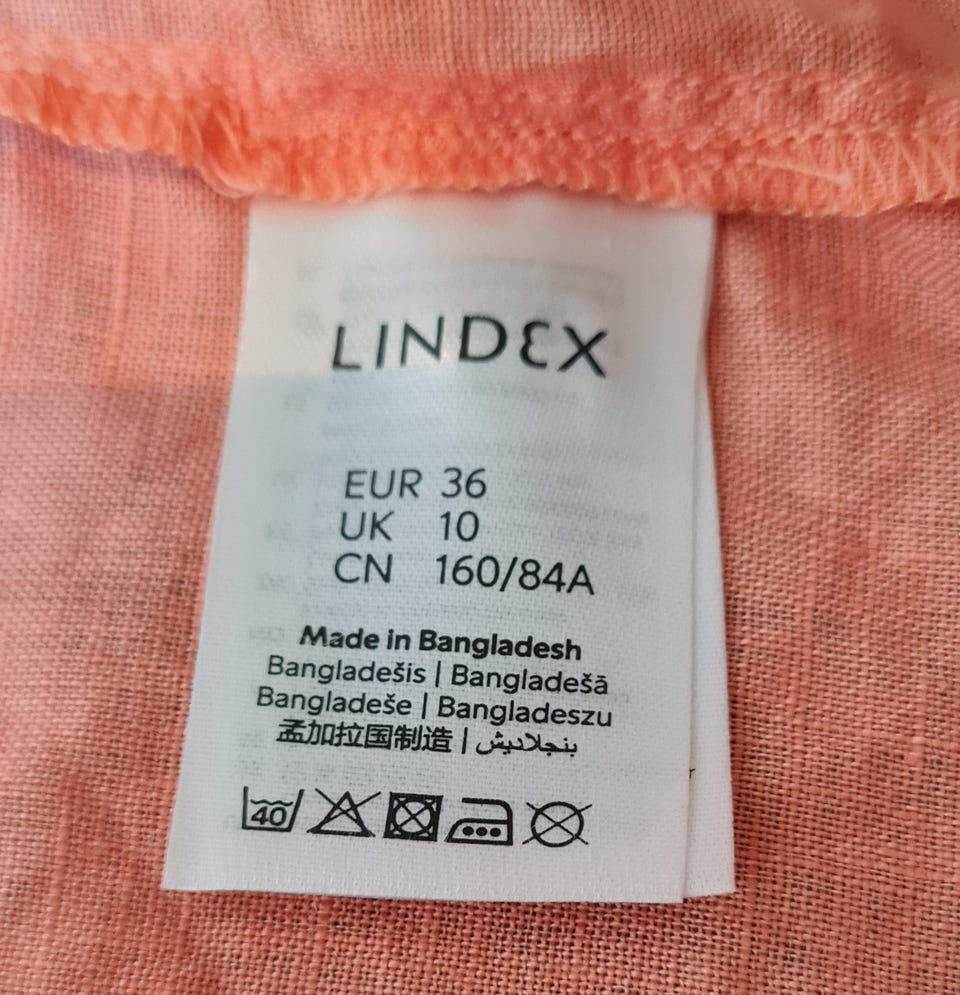 LINDEX
EUR 36
UK 10
CN 160/84A
Made in Bangladesh
Bangladešis | Bangladešā
Bangladeše | Bangladeszu
孟加拉国制造 | بنجلاديش
40